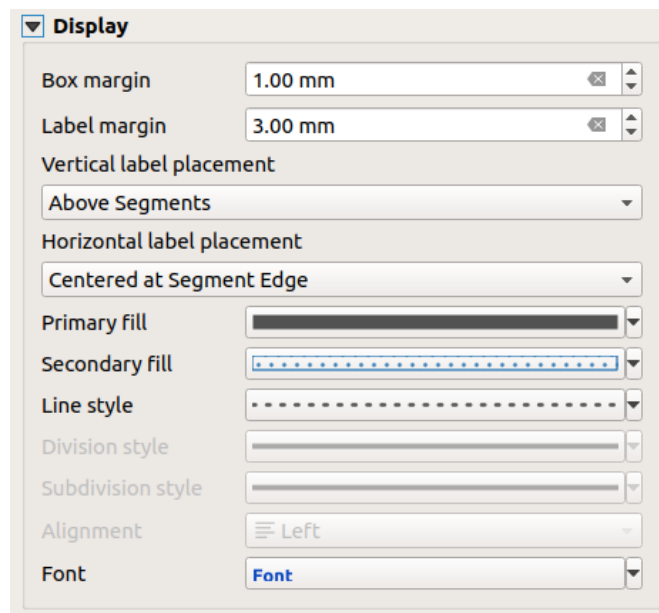 Display
Box margin 1.00 mm
Label margin 3.00 mm
Vertical label placement
Above Segments
Horizontal label placement
Centered at Segment Edge
Primary fill
Secondary fill
Line style
Division style
Subdivision style
Alignment Left
Font Font